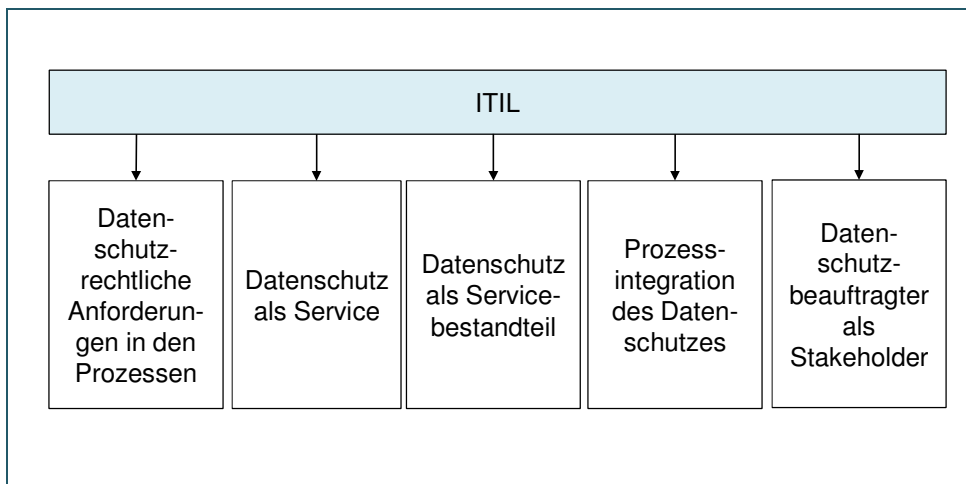 ITIL
Daten-
schutz-
rechtliche
Anforderun-
gen in den
Prozessen
Datenschutz
als Service
Datenschutz
als Service-
bestandteil
Prozess-
integration
des Daten-
schutzes
Daten-
schutz-
beauftragter
als
Stakeholder